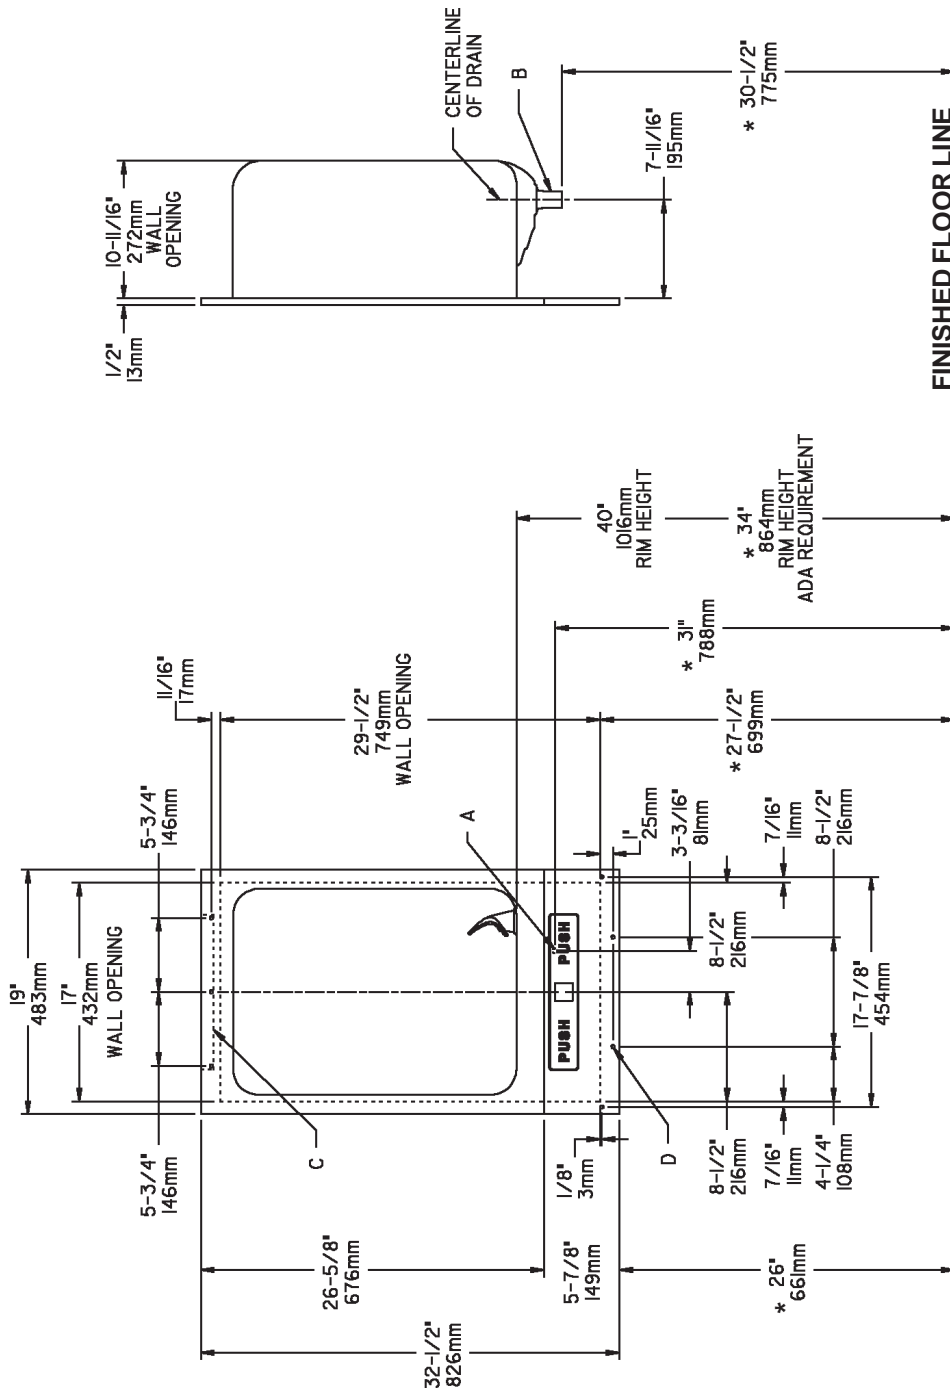 19"
483mm
17"
432mm
WALL OPENING
5-3/4"
146mm
5-3/4"
146mm
11/16"
17mm
C
29-1/2"
749mm
WALL OPENING
A
26-5/8"
676mm
32-1/2"
826mm
PUSH
PUSH
1/8"
3mm
5-7/8"
149mm
D
1"
25mm
3-3/16"
81mm
8-1/2"
216mm
8-1/2"
216mm
7/16"
11mm
7/16"
11mm
8-1/2"
216mm
4-1/4"
108mm
17-7/8"
454mm
* 26"
661mm
* 27-1/2"
699mm
* 31"
788mm
40"
1016mm
RIM HEIGHT
* 34"
864mm
RIM HEIGHT
ADA REQUIREMENT
1/2"
13mm
10-11/16"
272mm
WALL
OPENING
CENTERLINE
OF DRAIN
B
7-11/16"
195mm
* 30-1/2"
775mm
FINISHED FLOOR LINE